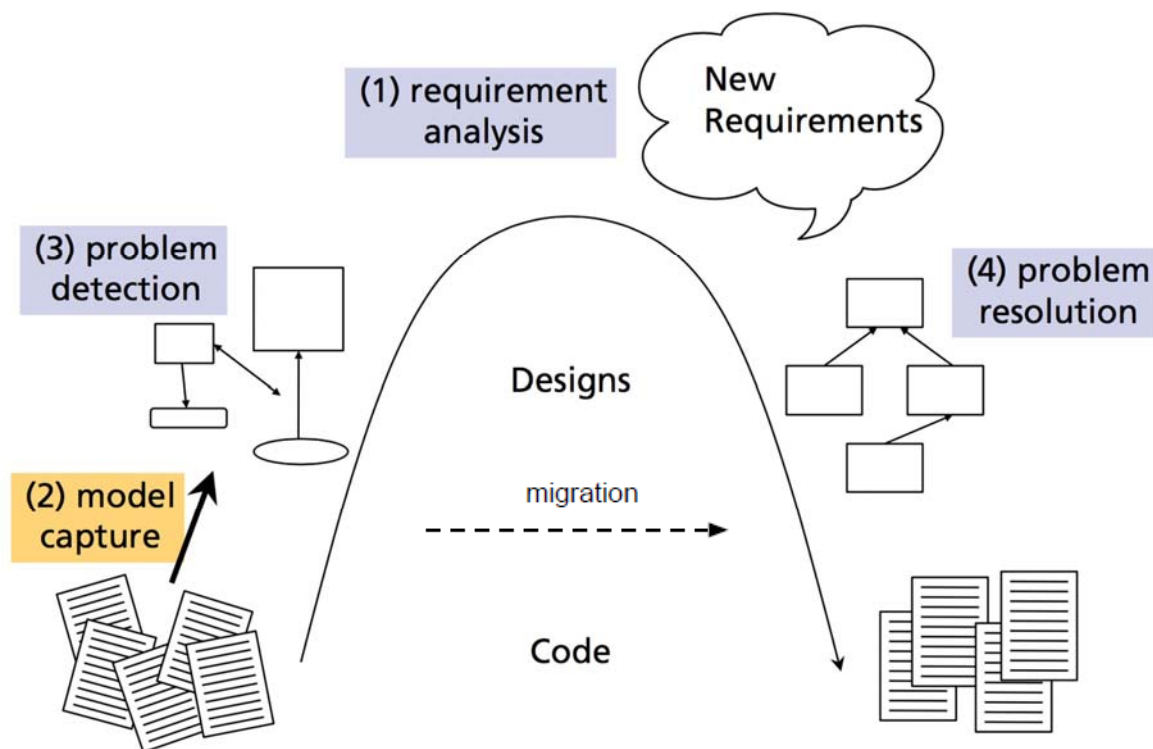 (1) requirement
analysis
New
Requirements
(3) problem
detection
(4) problem
resolution
Designs
(2) model
capture
migration
Code